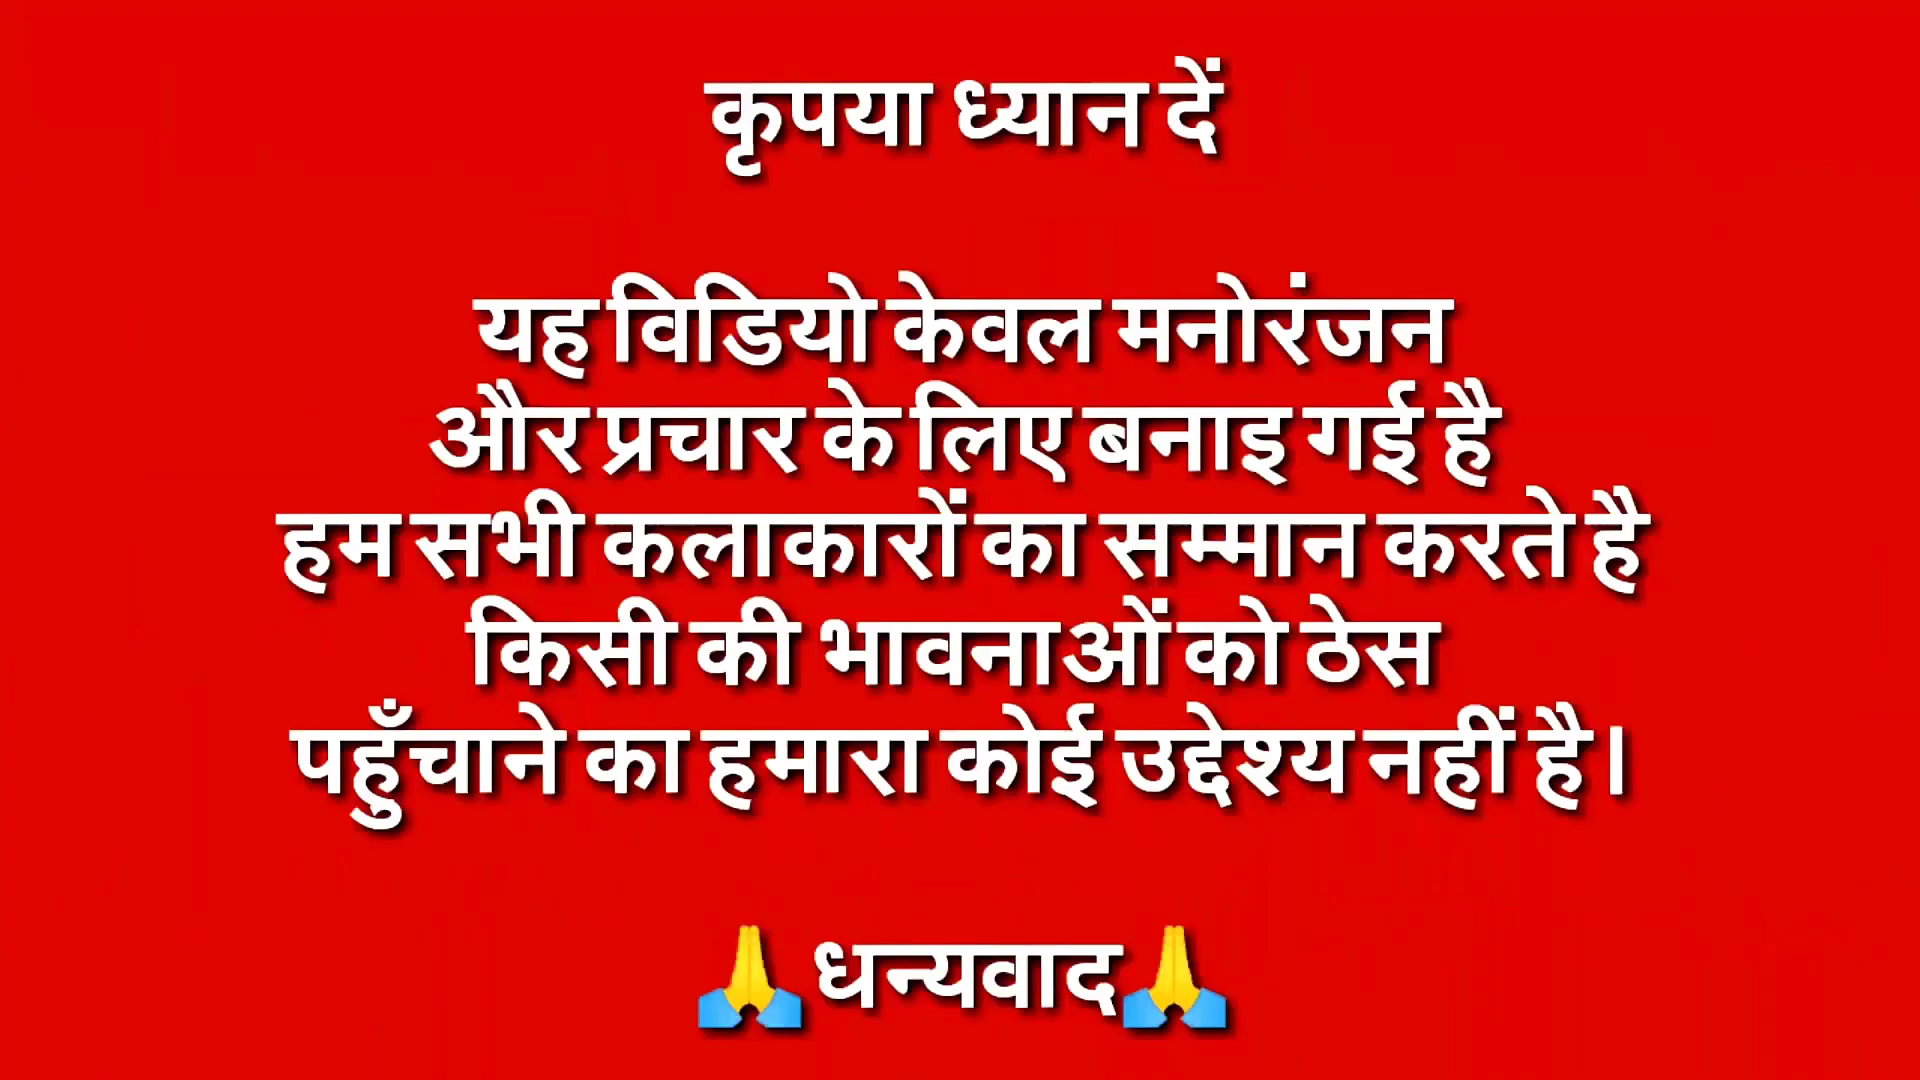 कृपया ध्यान दें
यह विडियो केवल मनोरंजन
और प्रचार के लिए बनाइ गई है
हम सभी कलाकारों का सम्मान करते है
किसी की भावनाओं को ठेस
पहुँचाने का हमारा कोई उद्देश्य नहीं है।
🙏धन्यवाद🙏